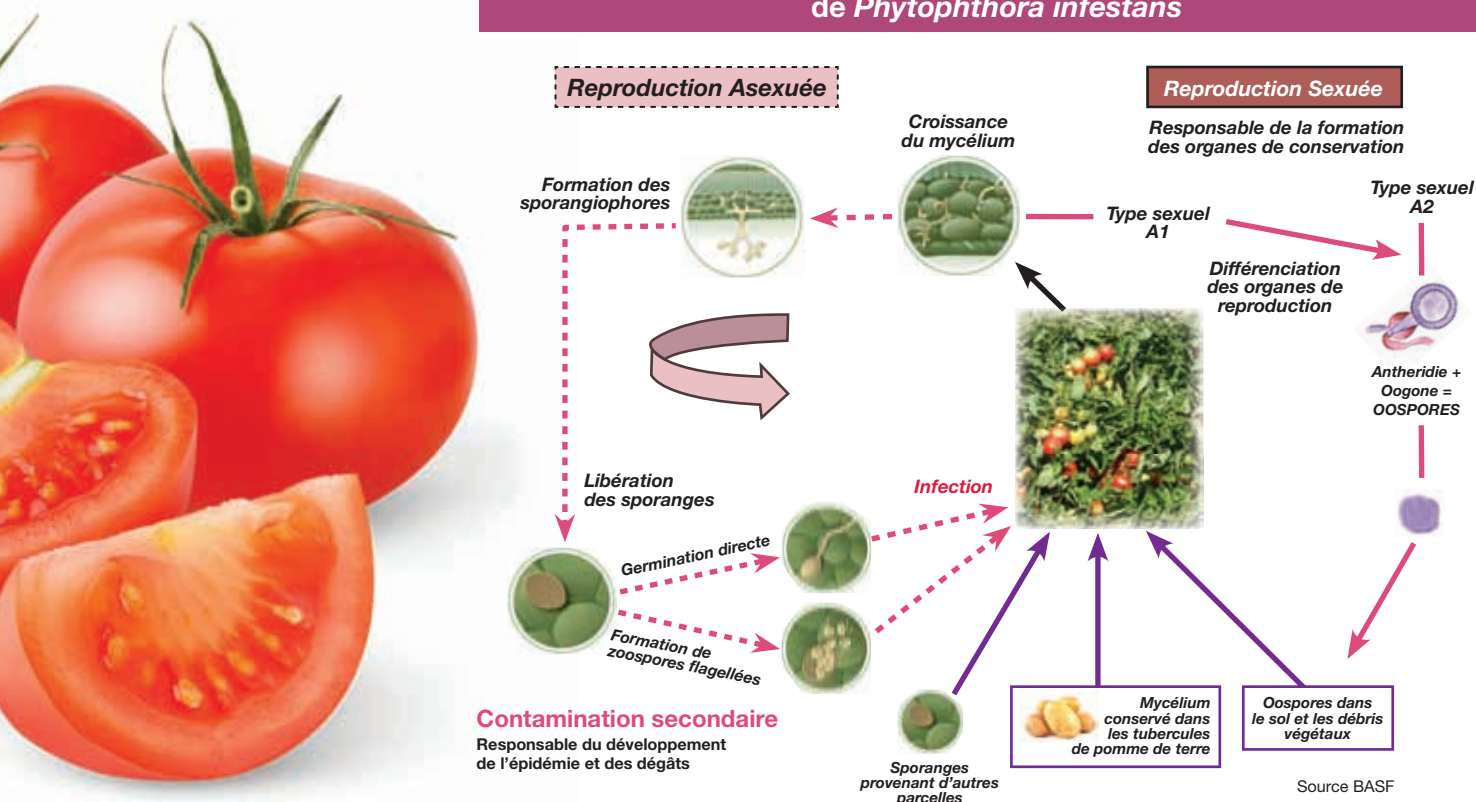 de Phytophthora infestans
Reproduction Asexuée
Reproduction Sexuée
Responsable de la formation
des organes de conservation
Croissance
du mycélium
Formation des
sporangiophores
Type sexuel
A1
Type sexuel
A2
Différenciation
des organes de
reproduction
Antheridie +
Oogone =
OOSPORES
Libération
des sporanges
Infection
Germination directe
Formation de
zoospores flagellées
Contamination secondaire
Responsable du développement
de l'épidémie et des dégâts
Sporanges
provenant d'autres
parcelles
Mycélium
conservé dans
les tubercules
de pomme de terre
Oospores dans
le sol et les débris
végétaux
Source BASF